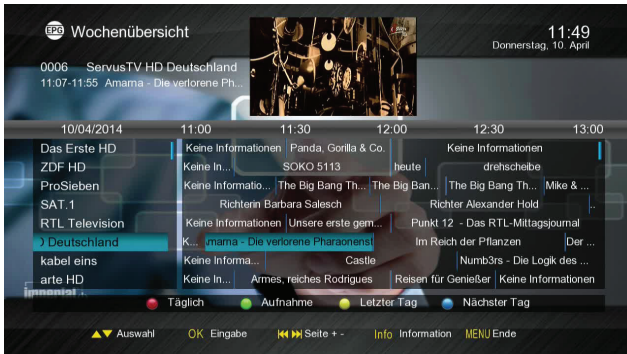 EPG Wochenübersicht
11:49
Donnerstag, 10. April
0006 ServusTV HD Deutschland
11:07-11:55 Amarna - Die verlorene Ph...
10/04/2014 11:00 11:30 12:00 12:30 13:00
Das Erste HD Keine Informationen Panda, Gorilla & Co. Keine Informationen
ZDF HD Keine In... SOKO 5113 heute drehscheibe
ProSieben Keine Informatio... The Big Bang Th... The Big Ban... The Big Bang Th... Mike & ...
SAT.1 Richterin Barbara Salesch Richter Alexander Hold ..
RTL Television Keine Informationen Unsere erste gem... Punkt 12 - Das RTL-Mittagsjournal
Deutschland K... Amarna - Die verlorene Pharaonenst Im Reich der Pflanzen Der ...
kabel eins Keine Informa... Castle Numb3rs - Die Logik des ...
arte HD Keine In... Armes, reiches Rodrigues Reisen für Genießer Keine Informationen
imperial
Täglich Aufnahme Letzter Tag Nächster Tag
Auswahl OK Eingabe Seite + - Info Information MENU Ende